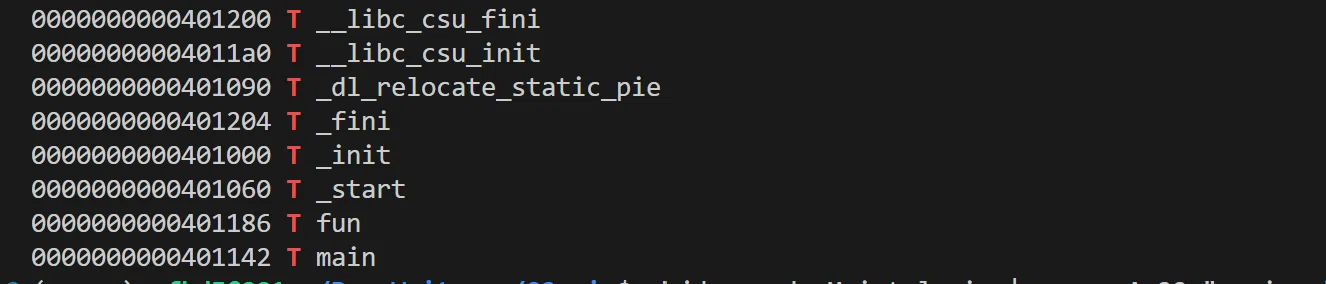 0000000000401200 T __libc_csu_fini
00000000004011a0 T __libc_csu_init
0000000000401090 T _dl_relocate_static_pie
0000000000401204 T _fini
0000000000401000 T _init
0000000000401060 T _start
0000000000401186 T fun
0000000000401142 T main